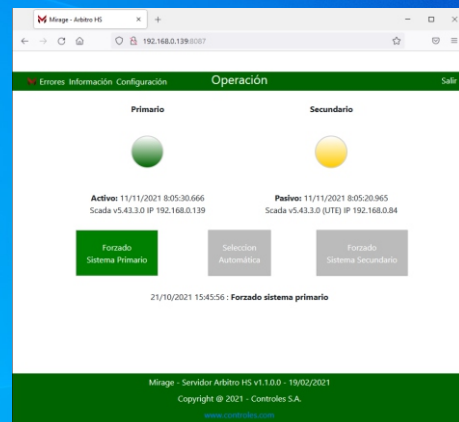 Mirage - Arbitro HS
192.168.0.139:8087
Errores Información Configuración
Operación
Salir
Primario
Secundario
Activo: 11/11/2021 8:05:30.666
Scada v5.43.3.0 IP 192.168.0.139
Pasivo: 11/11/2021 8:05:20.965
Scada v5.43.3.0 (UTE) IP 192.168.0.84
Forzado
Sistema Primario
Seleccion
Automática
Forzado
Sistema Secundario
21/10/2021 15:45:56 : Forzado sistema primario
Mirage - Servidor Arbitro HS v1.1.0.0 - 19/02/2021
Copyright @ 2021 - Controles S.A.
www.controles.com